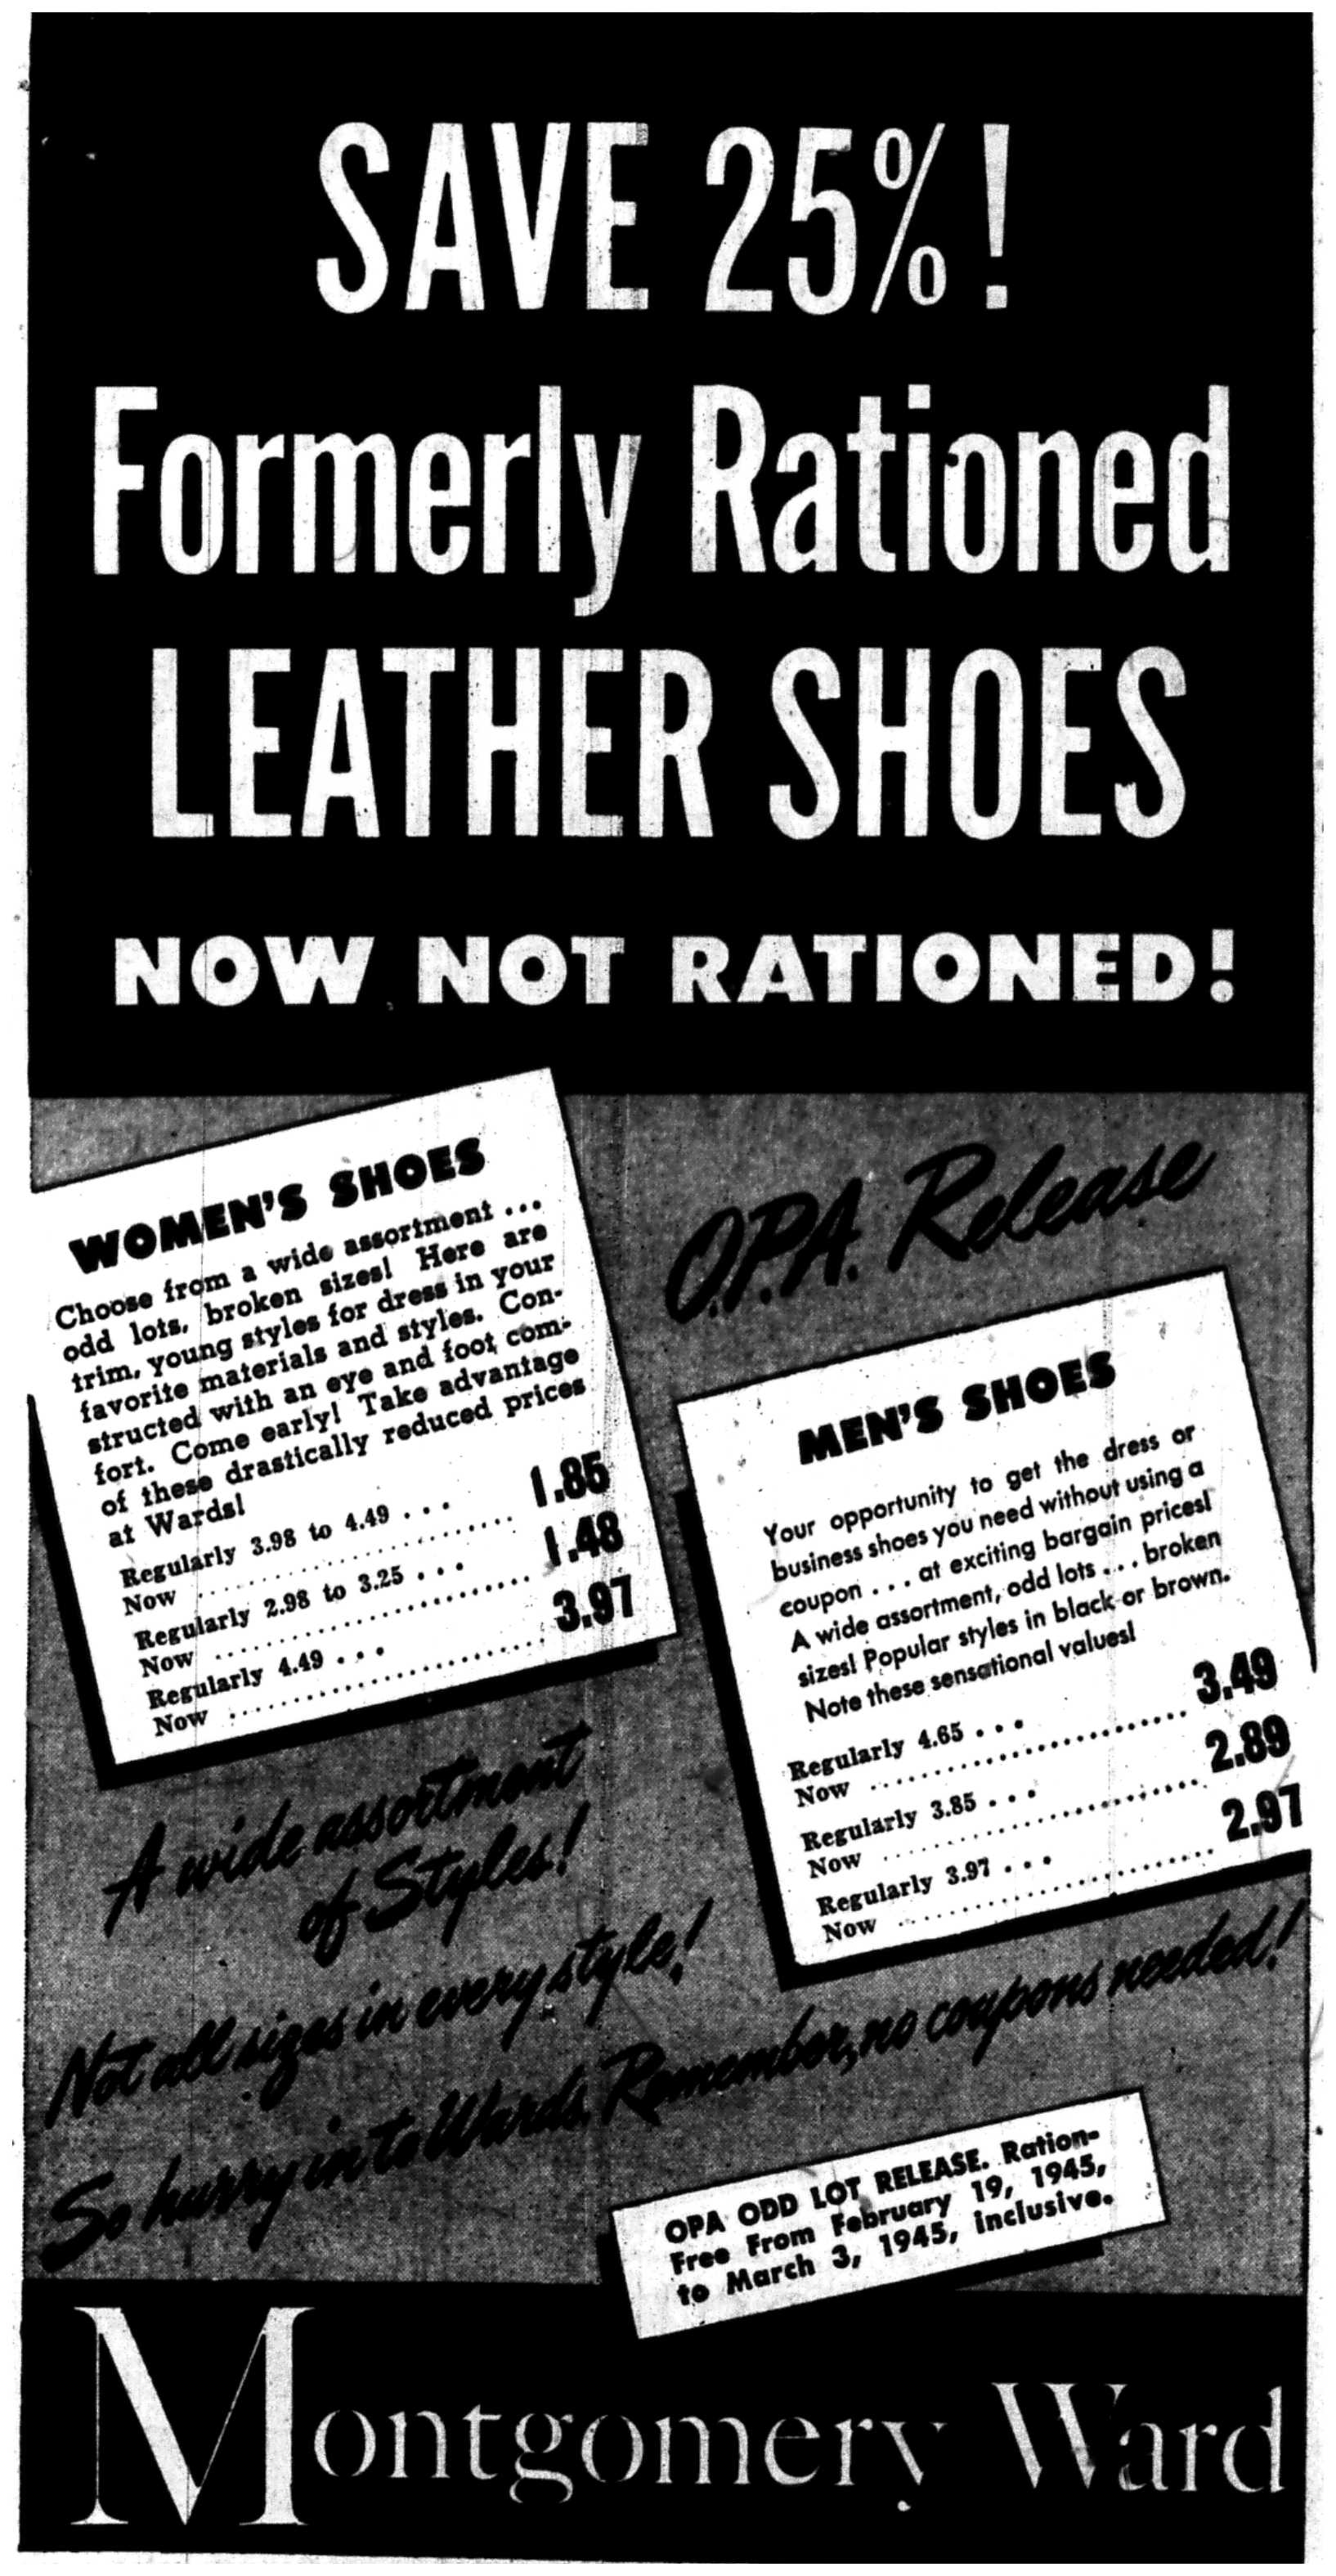 SAVE 25%!
Formerly Rationed
LEATHER SHOES
NOW NOT RATIONED!
WOMEN'S SHOES
Choose from a wide assortment ...
odd lots, broken sizes! Here are
trim, young styles for dress in your
favorite materials and styles. Con-
structed with an eye and foot com-
fort. Come early! Take advantage
of these drastically reduced prices
at Wards!
Regularly 3.98 to 4.49 . . .
Now .......................... 1.85
Regularly 2.98 to 3.25 . . .
Now .......................... 1.48
Regularly 4.49 . . .
Now .......................... 3.97
O.P.A. Release
MEN'S SHOES
Your opportunity to get the dress or
business shoes you need without using a
coupon . . . at exciting bargain prices!
A wide assortment, odd lots . . . broken
sizes! Popular styles in black or brown.
Note these sensational values!
Regularly 4.65 . . .
Now .......................... 3.49
Regularly 3.85 . . .
Now .......................... 2.89
Regularly 3.97 . . .
Now .......................... 2.97
A wide assortment
of Styles!
Not all sizes in every style!
So hurry in to Wards. Remember, no coupons needed!
OPA ODD LOT RELEASE. Ration-
Free From February 19, 1945,
to March 3, 1945, inclusive.
Montgomery Ward